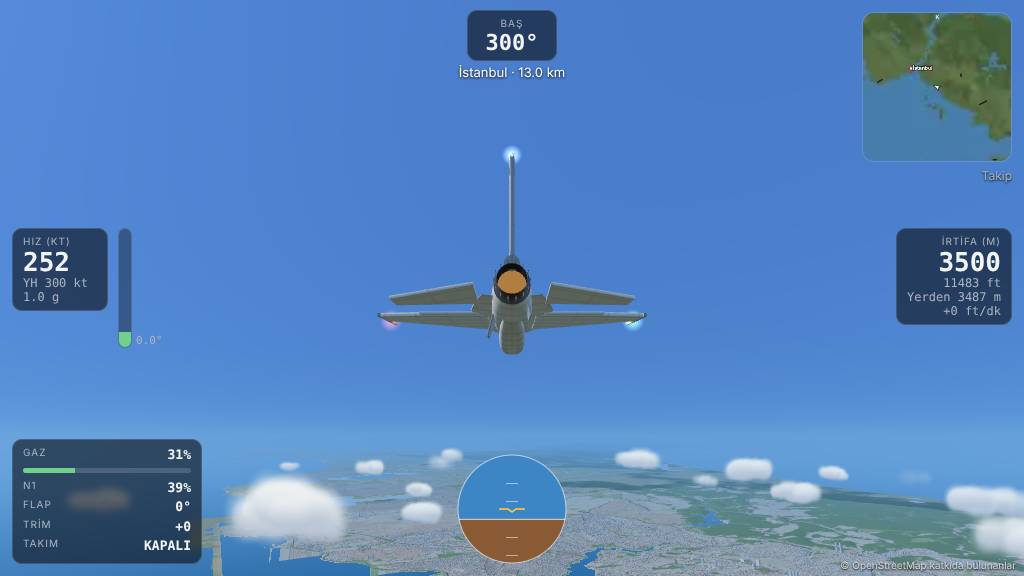 BAŞ
300°
İstanbul · 13.0 km
K
İstanbul
Takip
HIZ (KT)
252
YH 300 kt
1.0 g
0.0°
İRTİFA (M)
3500
11483 ft
Yerden 3487 m
+0 ft/dk
GAZ 31%
N1 39%
FLAP 0°
TRİM +0
TAKIM KAPALI
© OpenStreetMap katkıda bulunanlar